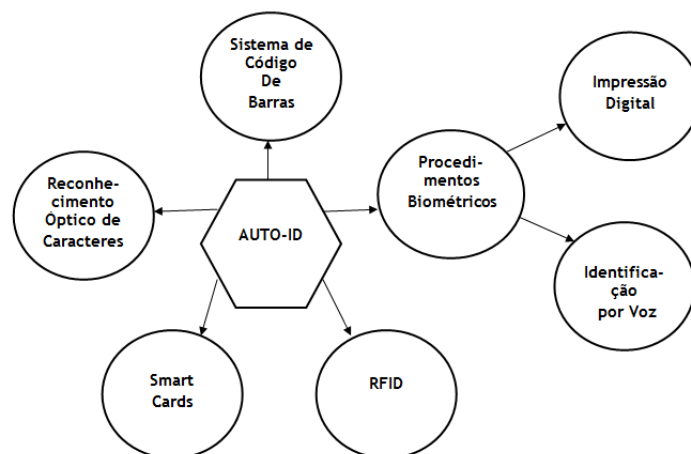 Sistema de
Código
De
Barras
Impressão
Digital
Procedi-
mentos
Biométricos
Reconhe-
cimento
Óptico de
Caracteres
AUTO-ID
Identifica-
ção
por Voz
Smart
Cards
RFID